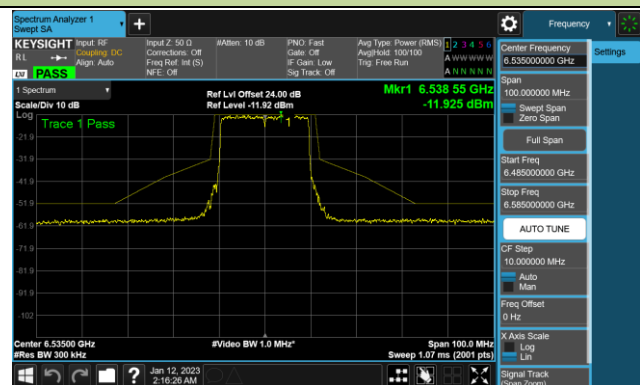 Spectrum Analyzer 1
Swept SA
Frequency
KEYSIGHT
RL
LXI
PASS
Input: RF
Coupling: DC
Align: Auto
Input Z: 50 Ω
Corrections: Off
Freq Ref: Int (S)
NFE: Off
#Atten: 10 dB
PNO: Fast
Gate: Off
IF Gain: Low
Sig Track: Off
Avg Type: Power (RMS)
Avg|Hold: 100/100
Trig: Free Run
1 2 3 4 5 6
A W W W W W
A N N N N N
1 Spectrum
Scale/Div 10 dB
Ref Lvl Offset 24.00 dB
Ref Level -11.92 dBm
Mkr1 6.538 55 GHz
-11.925 dBm
Log
Trace 1 Pass
1
-21.9
-31.9
-41.9
-51.9
-61.9
-71.9
-81.9
-91.9
-102
Center 6.53500 GHz
#Res BW 300 kHz
#Video BW 1.0 MHz*
Span 100.0 MHz
Sweep 1.07 ms (2001 pts)
Jan 12, 2023
2:16:26 AM
Center Frequency
6.535000000 GHz
Span
100.000000 MHz
Swept Span
Zero Span
Full Span
Start Freq
6.485000000 GHz
Stop Freq
6.585000000 GHz
AUTO TUNE
CF Step
10.000000 MHz
Auto
Man
Freq Offset
0 Hz
X Axis Scale
Log
Lin
Signal Track
(Span Zoom)
Settings